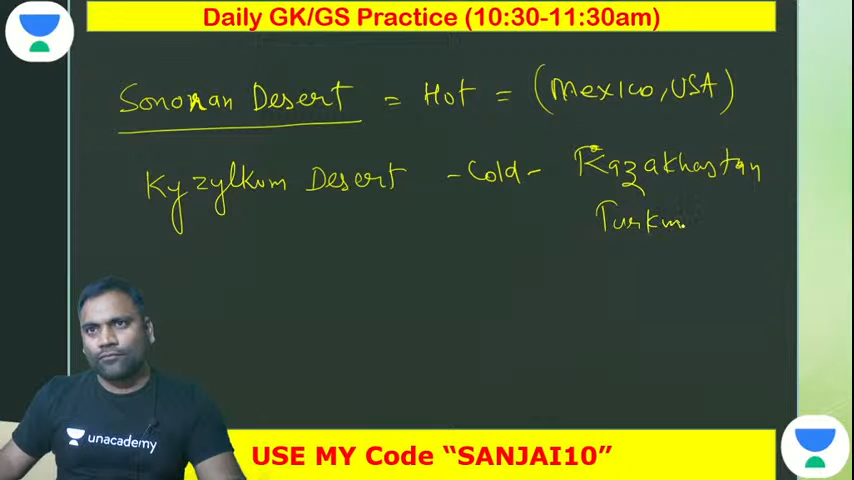 Daily GK/GS Practice (10:30-11:30am)
Sonoran Desert = Hot = (Mexico, USA)
Kyzylkum Desert - Cold - Kazakhastan
Turkm
unacademy
USE MY Code “SANJAI10”